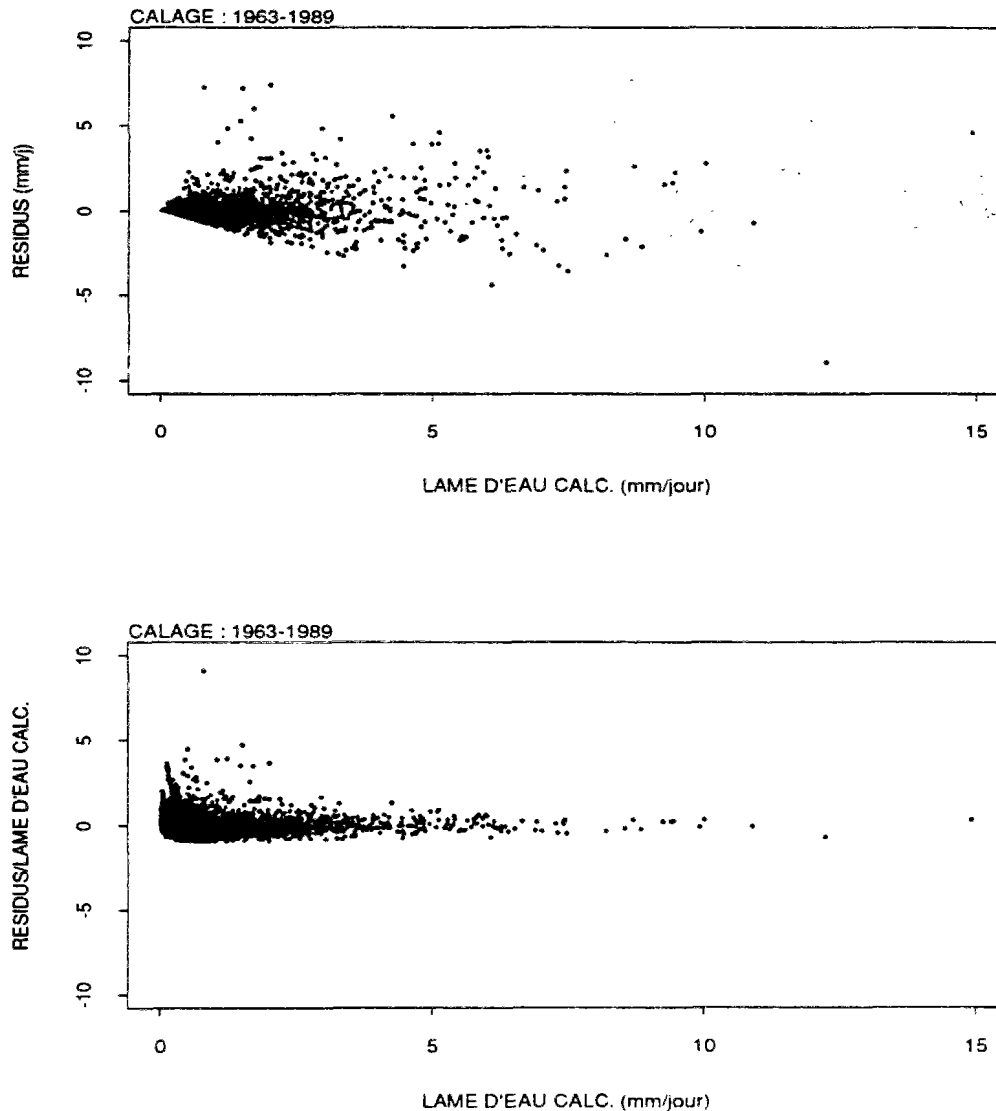 CALAGE : 1963-1989
10
5
0
-5
-10
RESIDUS (mm/j)
0 5 10 15
LAME D'EAU CALC. (mm/jour)
CALAGE : 1963-1989
10
5
0
-5
-10
RESIDUS/LAME D'EAU CALC.
0 5 10 15
LAME D'EAU CALC. (mm/jour)